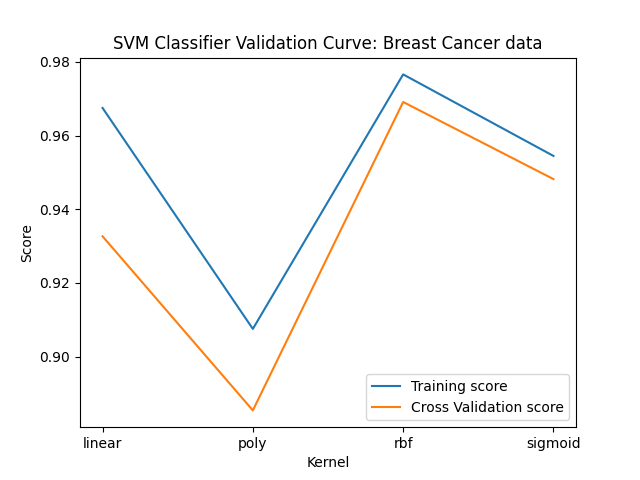 SVM Classifier Validation Curve: Breast Cancer data
0.98
0.96
0.94
0.92
0.90
Score
Training score
Cross Validation score
linear poly rbf sigmoid
Kernel